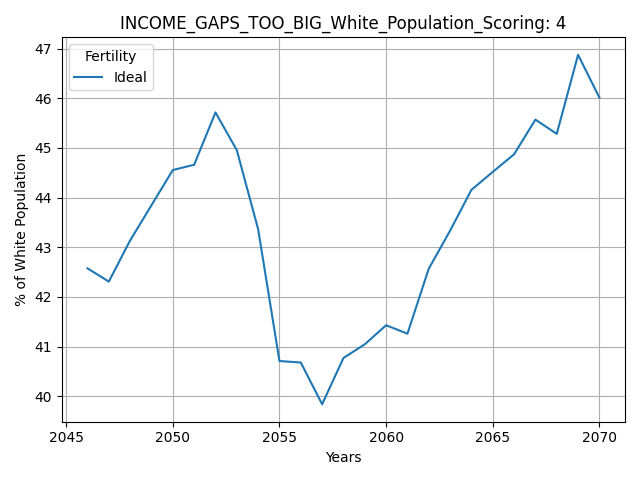 INCOME_GAPS_TOO_BIG_White_Population_Scoring: 4
Fertility
Ideal
47
46
45
44
43
42
41
40
% of White Population
2045 2050 2055 2060 2065 2070
Years